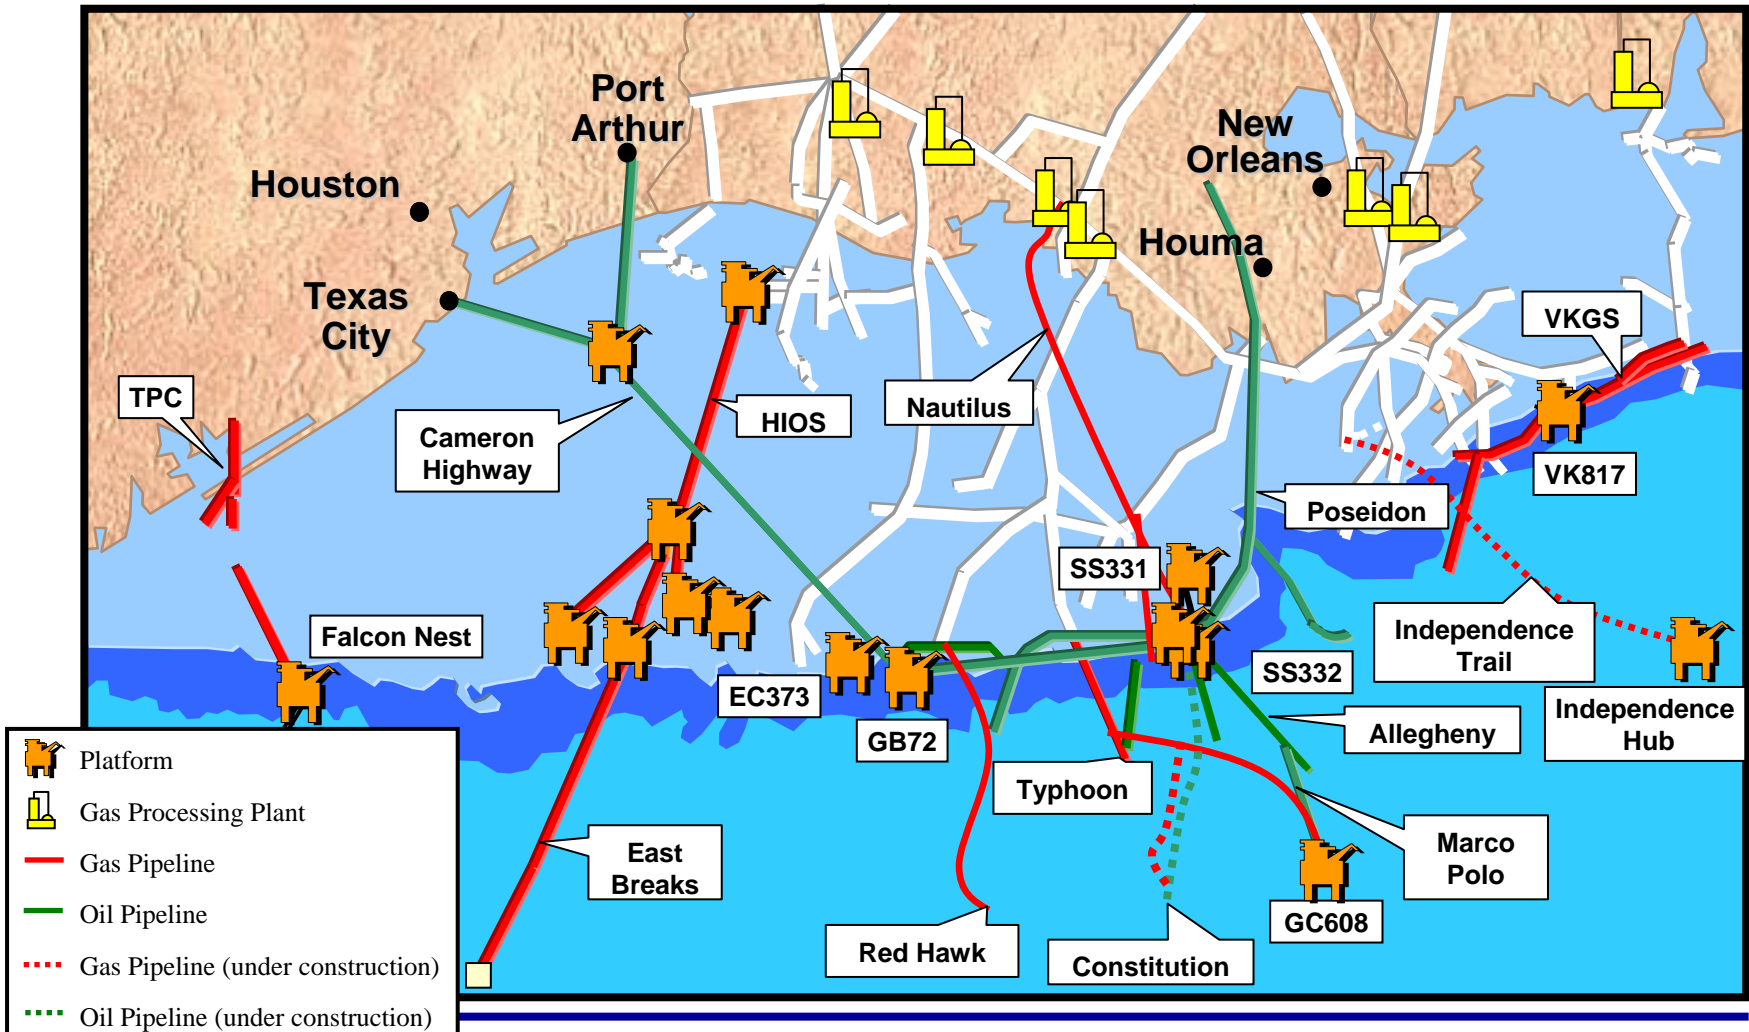 Port
Arthur
New
Orleans
Houston
Houma
Texas
City
VKGS
TPC
Nautilus
HIOS
Cameron
Highway
VK817
Poseidon
SS331
Independence
Trail
Falcon Nest
SS332
EC373
Independence
Hub
Allegheny
GB72
Typhoon
Marco
Polo
East
Breaks
GC608
Red Hawk
Constitution
Platform
Gas Processing Plant
Gas Pipeline
Oil Pipeline
Gas Pipeline (under construction)
Oil Pipeline (under construction)